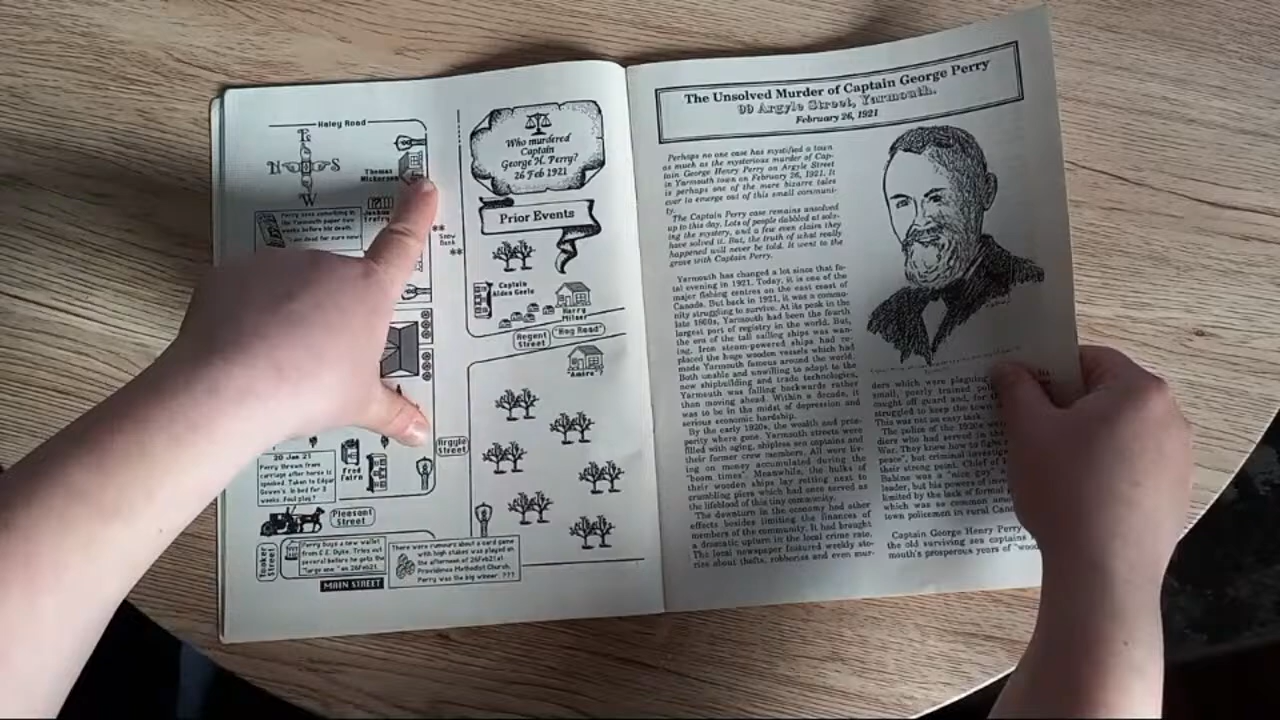 Haley Road
E
N S
W
Thomas
Perry sees something in
the Yarmouth paper two
weeks before his death.
"I am dead for sure now"
Snow
Bank
Who murdered
Captain
George H. Perry?
26 Feb 1921
Prior Events
Captain
Harry
Milner
Regent
Street
"Hog Road"
Argyle
Street
20 Jan 21
Perry thrown from
carriage after horse is
spooked. Taken to Edgar
In bed for 3
weeks. Foul play?
Fred
Pleasant
Street
Street
Perry buys a new wallet
from C.E. Dyke. Tries out
several before he gets the
"large one" on 26Feb21.
There were rumours about a card game
with high stakes was played on
the afternoon of 26Feb21 at
Providence Methodist Church.
Perry was the big winner. ???
MAIN STREET
The Unsolved Murder of Captain George Perry
99 Argyle Street, Yarmouth.
February 26, 1921
Perhaps no one case has mystified a town
as much as the mysterious murder of Cap-
tain George Henry Perry on Argyle Street
in Yarmouth town on February 26, 1921. It
is perhaps one of the more bizarre tales
ever to emerge out of this small communi-
ty.
The Captain Perry case remains unsolved
up to this day. Lots of people dabbled at solv-
ing the mystery, and a few even claim they
have solved it. But, the truth of what really
happened will never be told. It went to the
grave with Captain Perry.
Yarmouth has changed a lot since that fa-
tal evening in 1921. Today, it is one of the
major fishing centres on the east coast of
Canada. But back in 1921, it was a commu-
nity struggling to survive. At its peak in the
late 1800s, Yarmouth had been the fourth
largest port of registry in the world. But,
the era of the tall sailing ships was wan-
ing. Iron steam-powered ships had re-
placed the huge wooden vessels which had
made Yarmouth famous around the world.
Both unable and unwilling to adapt to the
new shipbuilding and trade technologies,
Yarmouth was falling backwards rather
than moving ahead. Within a decade, it
was to be in the midst of depression and
serious economic hardship.
By the early 1920s, the wealth and pros-
perity were gone. Yarmouth streets were
filled with aging, shipless sea captains and
their former crew members. All were liv-
ing on money accumulated during the
"boom times". Meanwhile, the hulks of
their wooden ships lay rotting next to
crumbling piers which had once served as
the lifeblood of this tiny community.
The downturn in the economy had other
effects besides limiting the finances of
members of the community. It had brought
a dramatic upturn in the local crime rate.
The local newspaper featured weekly sto-
ries about thefts, robberies and even mur-
ders which were plaguing
small, poorly trained
caught off guard and, for
struggled to keep the town
This was not an easy task.
The police of the 1920s
diers who had served in the
War. They knew how to fight
peace", but criminal
their strong point. Chief of
Babine was a "nice guy"
leader, but his powers of
limited by the lack of formal
which was so common
town policemen in rural
Captain George Henry Perry
the old surviving sea captains
mouth's prosperous years of "wood